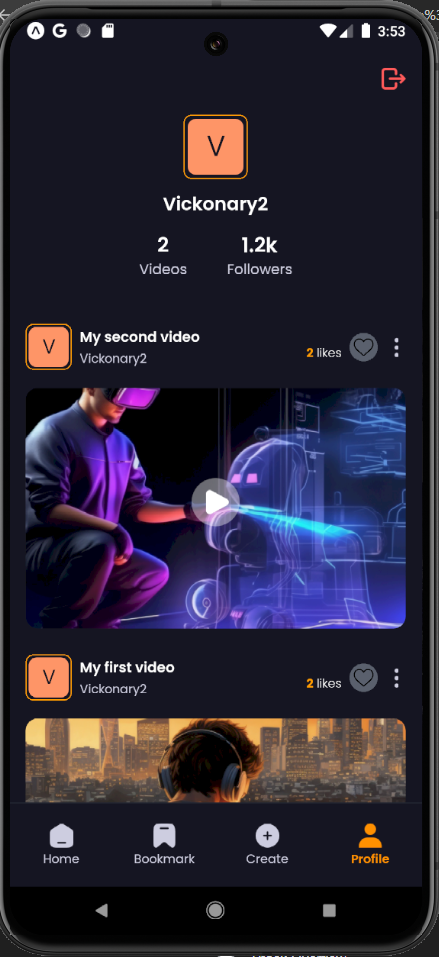 3:53
V
Vickonary2
2 1.2k
Videos Followers
V
My second video
Vickonary2
2 likes
V
My first video
Vickonary2
2 likes
Home Bookmark Create Profile